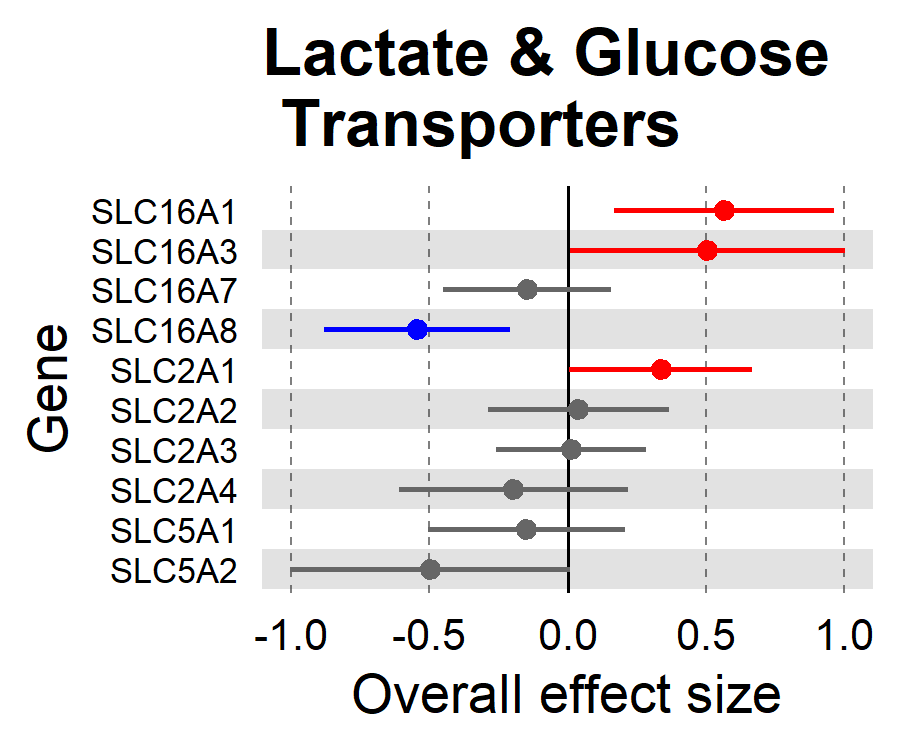 Lactate & Glucose
Transporters
SLC16A1
SLC16A3
SLC16A7
SLC16A8
SLC2A1
SLC2A2
SLC2A3
SLC2A4
SLC5A1
SLC5A2
Gene
-1.0 -0.5 0.0 0.5 1.0
Overall effect size